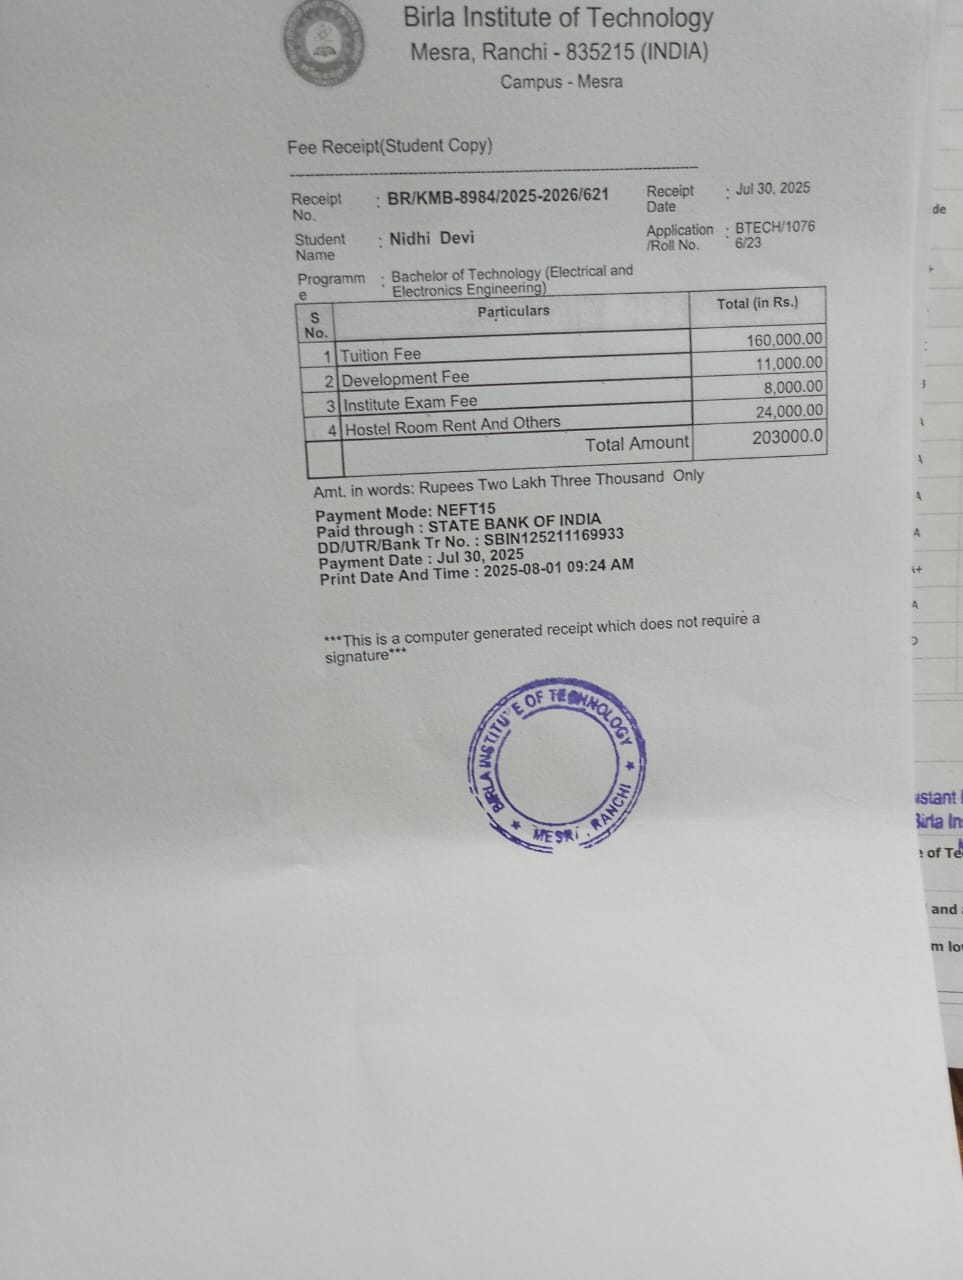 Birla Institute of Technology
Mesra, Ranchi - 835215 (INDIA)
Campus - Mesra
Fee Receipt(Student Copy)
Receipt No. : BR/KMB-8984/2025-2026/621 Receipt Date : Jul 30, 2025
Student Name : Nidhi Devi Application /Roll No. : BTECH/1076 6/23
Programm e : Bachelor of Technology (Electrical and
Electronics Engineering)
S No. Particulars Total (in Rs.)
1 Tuition Fee 160,000.00
2 Development Fee 11,000.00
3 Institute Exam Fee 8,000.00
4 Hostel Room Rent And Others 24,000.00
Total Amount 203000.0
Amt. in words: Rupees Two Lakh Three Thousand Only
Payment Mode: NEFT15
Paid through : STATE BANK OF INDIA
DD/UTR/Bank Tr No. : SBIN125211169933
Payment Date : Jul 30, 2025
Print Date And Time : 2025-08-01 09:24 AM
***This is a computer generated receipt which does not require a
signature***
BIRLA INSTITUTE OF TECHNOLOGY
MESRA, RANCHI
de
A
A
A+
A
Birla In
of Te
and